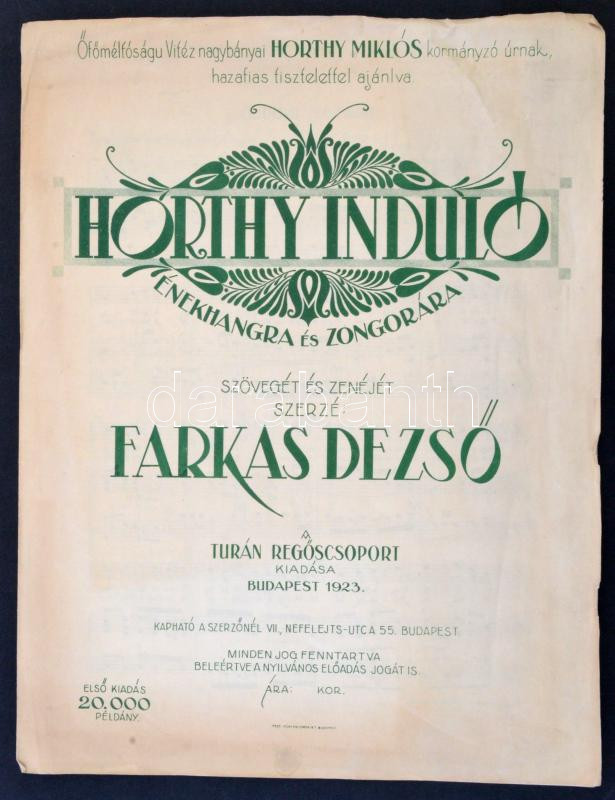 Őfőméltóságu Vitéz nagybányai HORTHY MIKLÓS kormányzó úrnak,
hazafias tisztelettel ajánlva.
HORTHY INDULÓ
ÉNEKHANGRA ÉS ZONGORÁRA
SZÖVEGÉT ÉS ZENÉJÉT
SZERZÉ:
darabanth
FARKAS DEZSŐ
A
TURÁN REGŐSCSOPORT
KIADÁSA
BUDAPEST 1923.
KAPHATÓ A SZERZŐNÉL VII., NEFELEJTS-UTCA 55. BUDAPEST.
MINDEN JOG FENNTARTVA
BELEÉRTVE A NYILVÁNOS ELŐADÁS JOGÁT IS.
ÁRA: KOR.
ELSŐ KIADÁS
20.000
PÉLDÁNY.